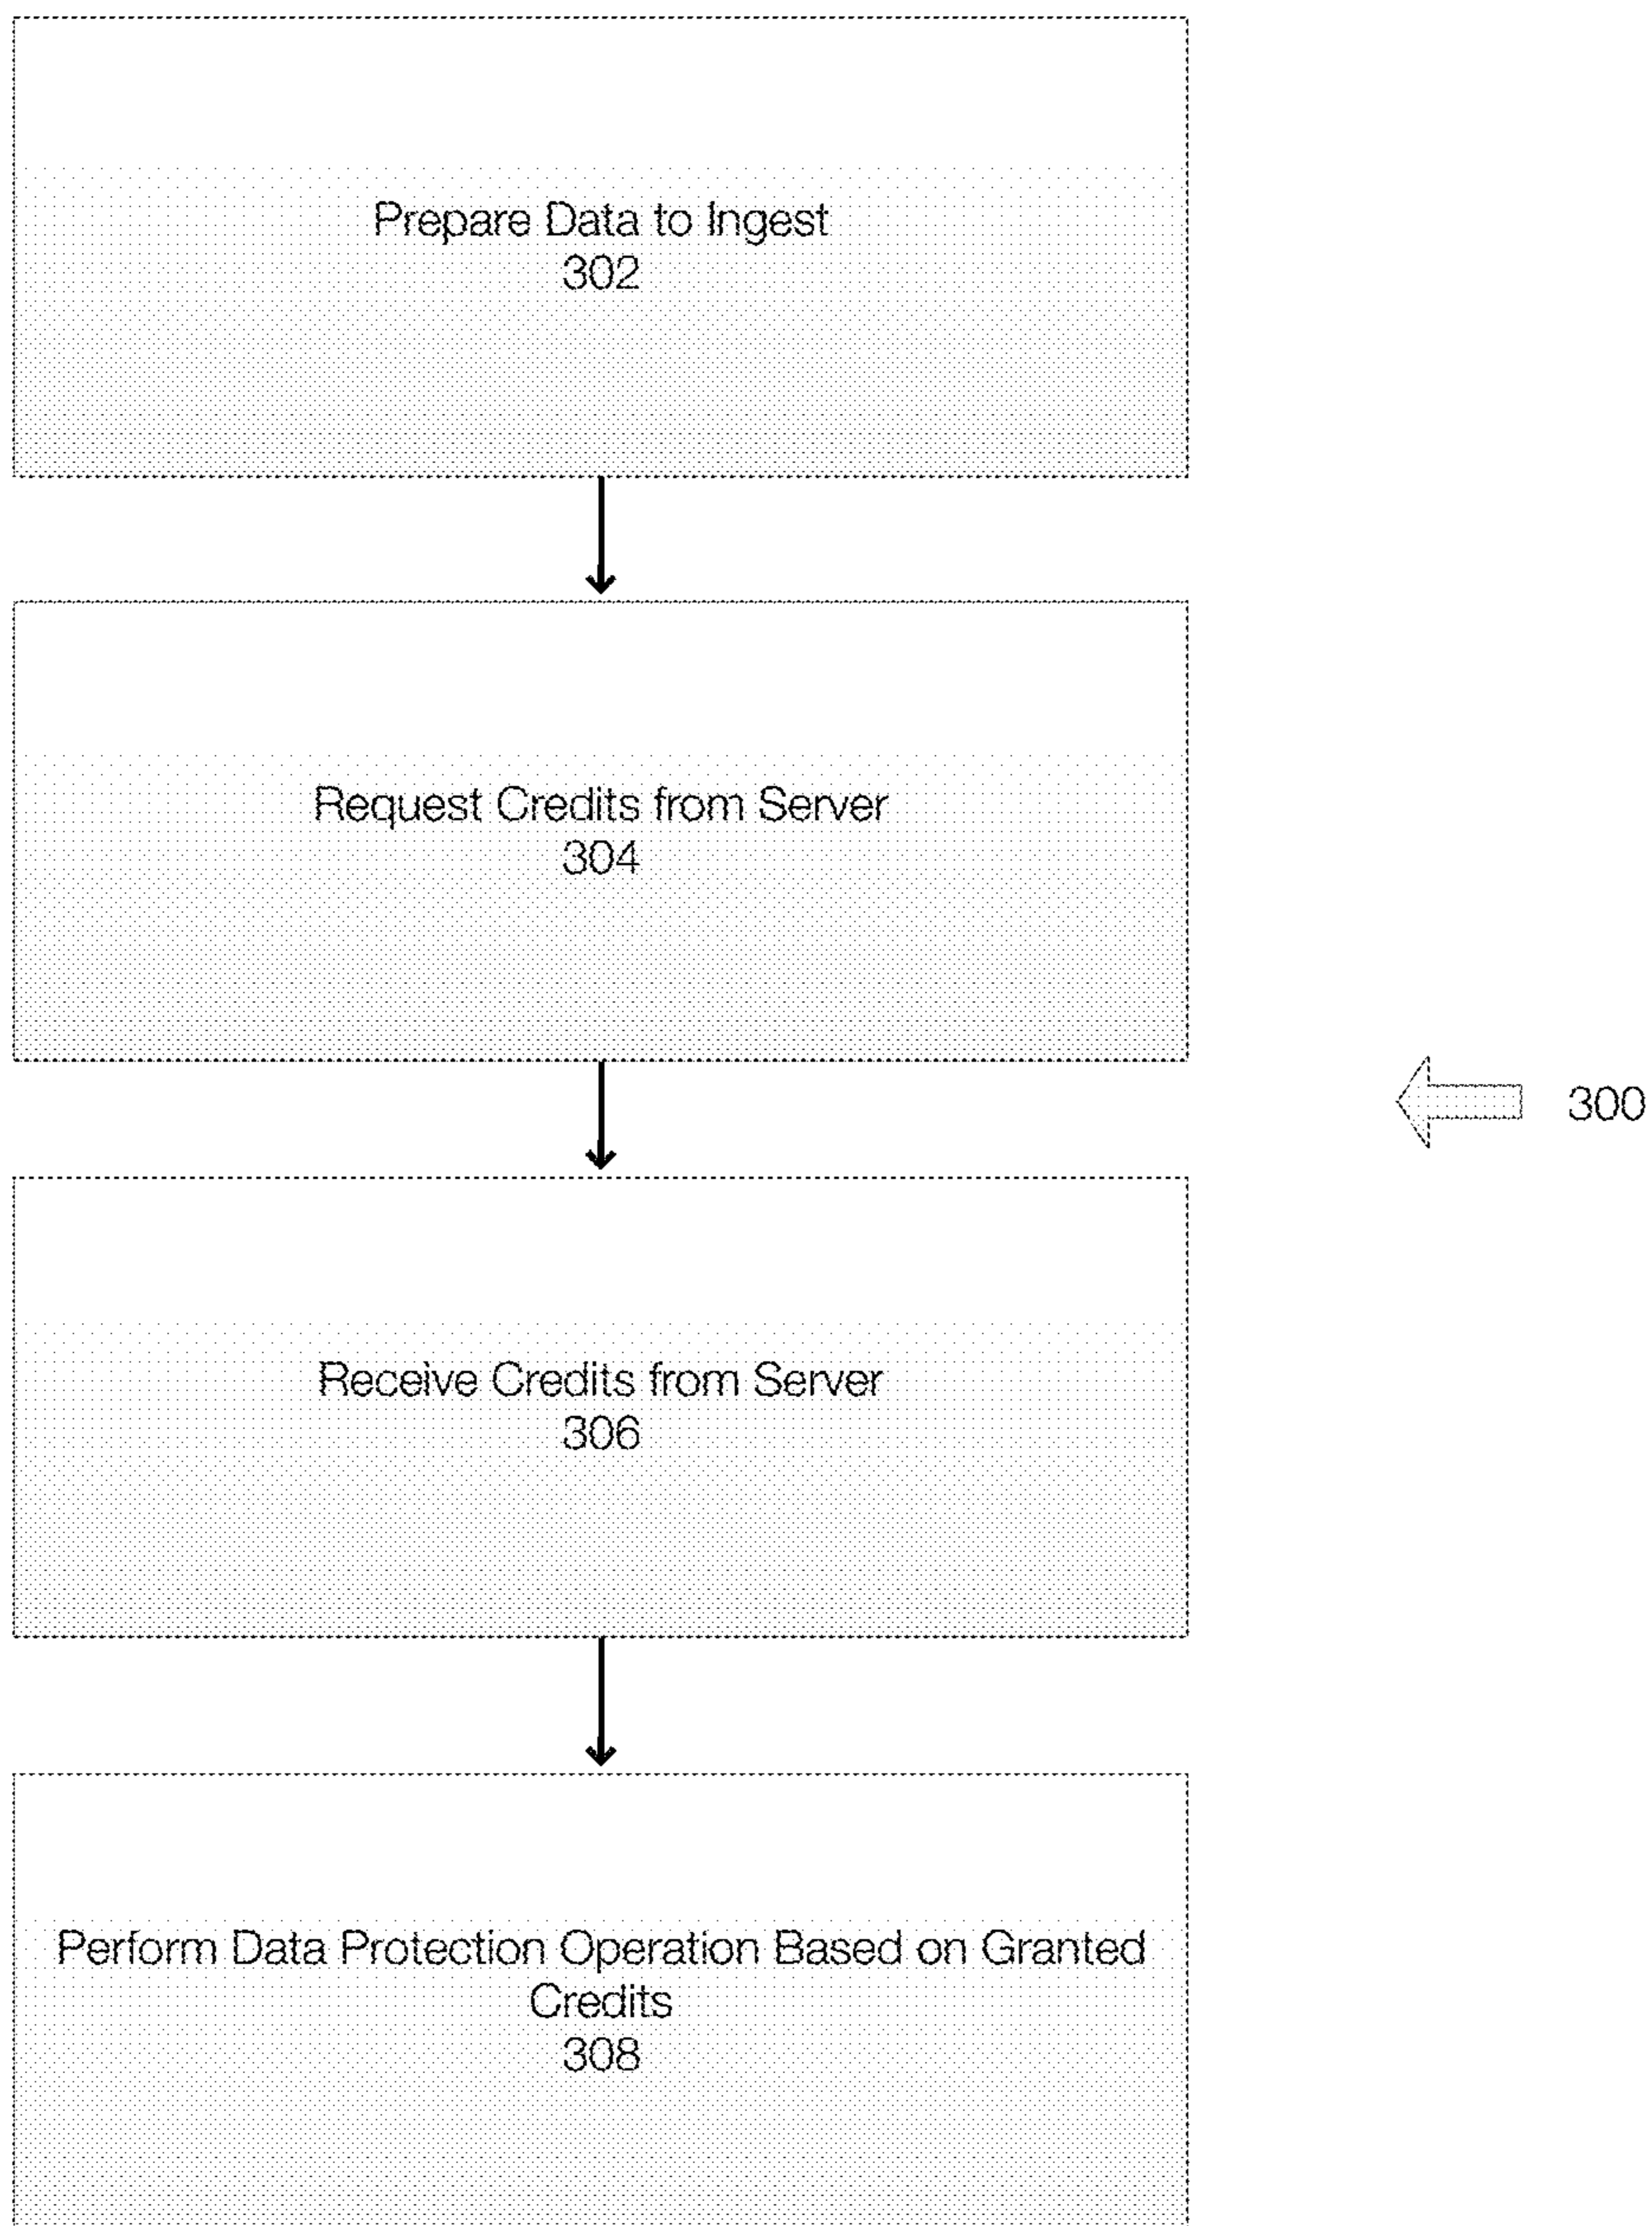 Prepare Data to Ingest
302
Request Credits from Server
304
300
Receive Credits from Server
306
Perform Data Protection Operation Based on Granted
Credits
308